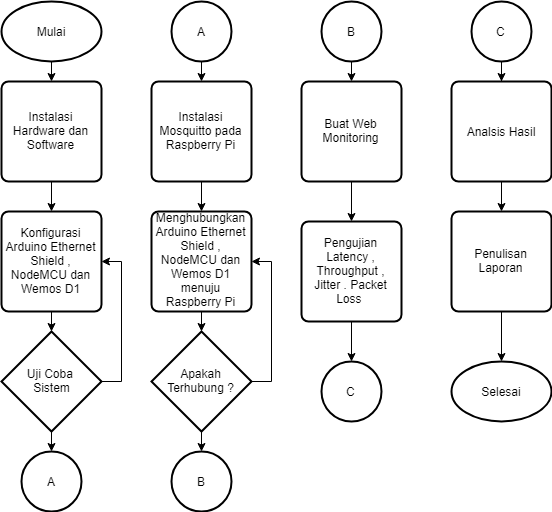 Mulai
Instalasi
Hardware dan
Software
Konfigurasi
Arduino Ethernet
Shield ,
NodeMCU dan
Wemos D1
Uji Coba
Sistem
A
A
Instalasi
Mosquitto pada
Raspberry Pi
Menghubungkan
Arduino Ethernet
Shield ,
NodeMCU dan
Wemos D1
menuju
Raspberry Pi
Apakah
Terhubung ?
B
B
Buat Web
Monitoring
Pengujian
Latency ,
Throughput ,
Jitter . Packet
Loss
C
C
Analsis Hasil
Penulisan
Laporan
Selesai